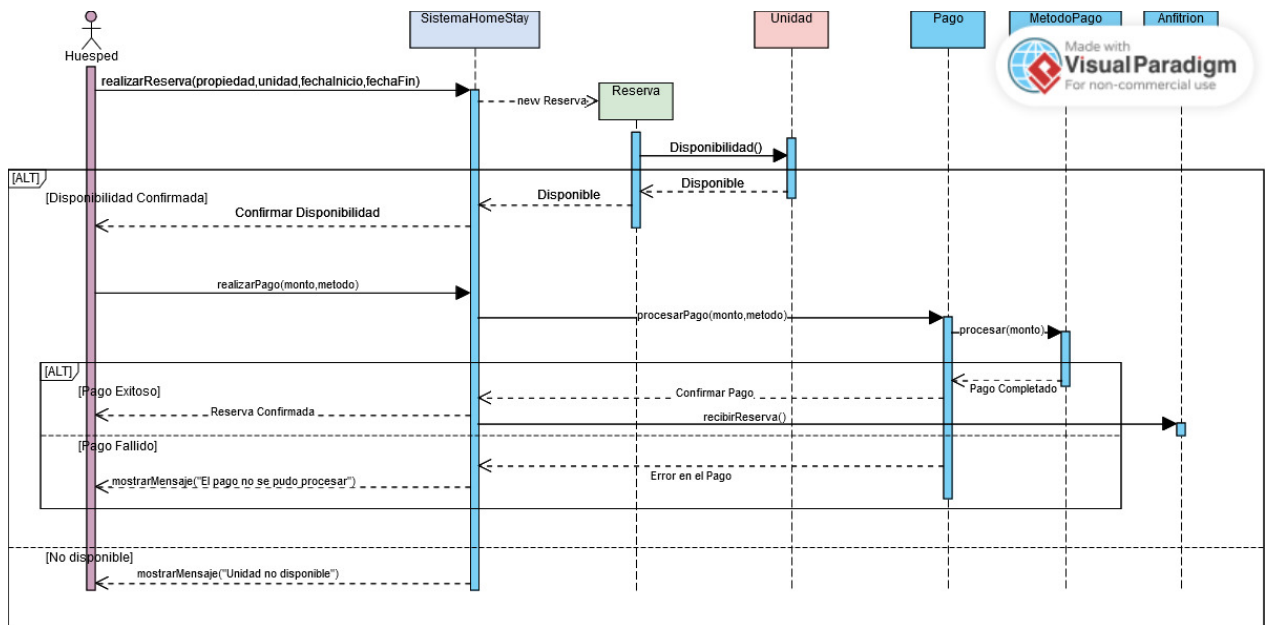 SistemaHomeStay
Unidad
Pago
MetodoPago
Anfitrion
Made with
Visual Paradigm
For non-commercial use
Huesped
realizarReserva(propiedad,unidad,fechaInicio,fechaFin)
new Reserva
Reserva
Disponibilidad()
[ALT]
[Disponibilidad Confirmada]
Disponible
Disponible
Confirmar Disponibilidad
realizarPago(monto,metodo)
procesarPago(monto,metodo)
procesar(monto)
[ALT]
[Pago Exitoso]
Pago Completado
Confirmar Pago
Reserva Confirmada
recibirReserva()
[Pago Fallido]
Error en el Pago
mostrarMensaje("El pago no se pudo procesar")
[No disponible]
mostrarMensaje("Unidad no disponible")